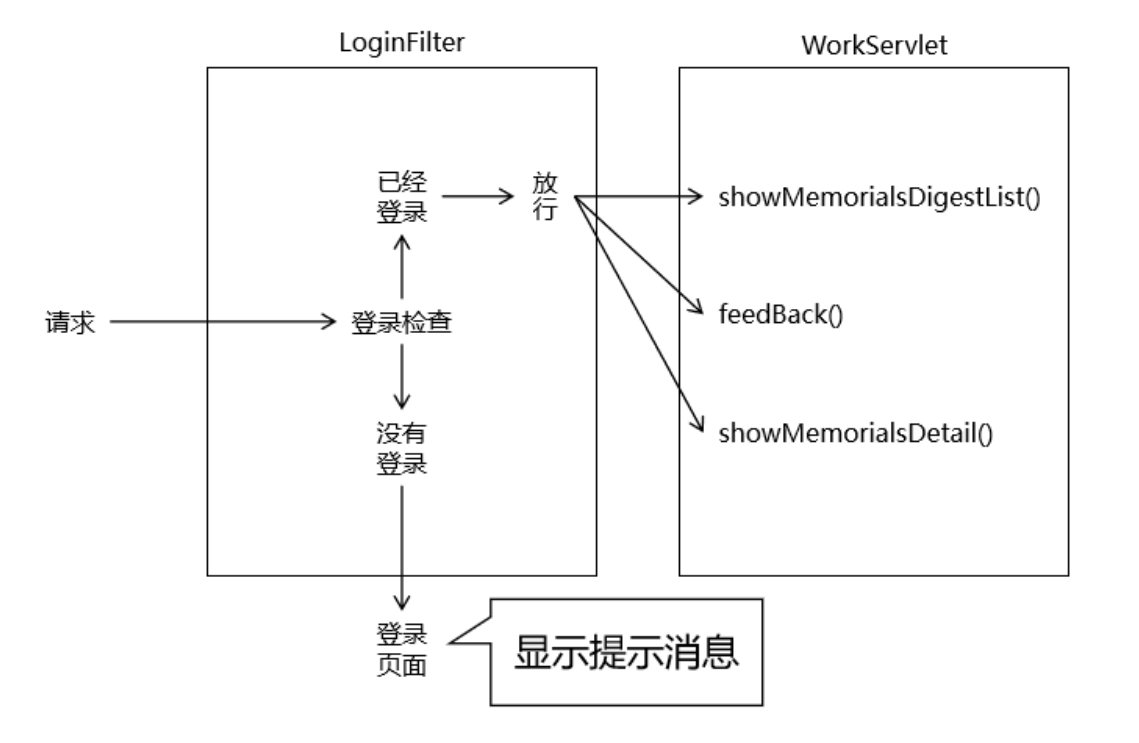 LoginFilter
WorkServlet
已经
登录
放
行
showMemorialsDigestList()
请求
登录检查
feedBack()
没有
登录
showMemorialsDetail()
登录
页面
显示提示消息